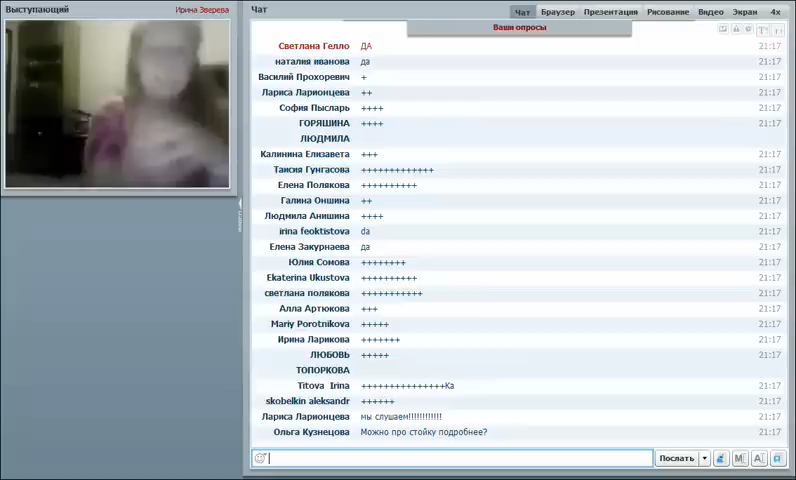 Выступающий Ирина Зверева
Чат Чат Браузер Презентация Рисование Видео Экран 4x
Ваши опросы
Светлана Гелло ДА 21:17
наталия иванова да 21:17
Василий Прохоревич + 21:17
Лариса Ларионцева ++ 21:17
София Пысларь ++++ 21:17
ГОРЯШИНА ++++ 21:17
ЛЮДМИЛА
Калинина Елизавета +++ 21:17
Таисия Гунгасова +++++++++++++ 21:17
Елена Полякова ++++++++++ 21:17
Галина Оншина ++ 21:17
Людмила Анишина ++++ 21:17
irina feoktistova da 21:17
Елена Закурнаева да 21:17
Юлия Сомова ++++++++ 21:17
Ekaterina Ukustova ++++++++++ 21:17
светлана полякова +++++++++++ 21:17
Алла Артюкова +++ 21:17
Mariy Porotnikova +++++ 21:17
Ирина Ларикова +++++++ 21:17
ЛЮБОВЬ +++++ 21:17
ТОПОРКОВА
Titova Irina +++++++++++++++Ка 21:17
skobelkin aleksandr ++++++ 21:17
Лариса Ларионцева мы слушаем!!!!!!!!!!!! 21:17
Ольга Кузнецова Можно про стойку подробнее? 21:17
Послать